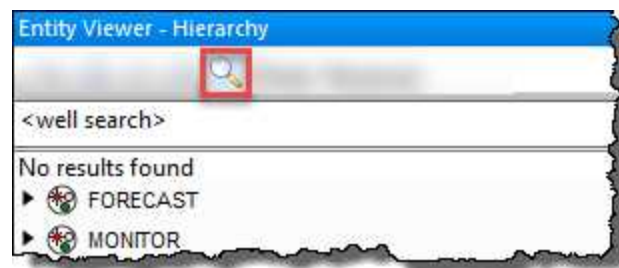 Entity Viewer - Hierarchy
<well search>
No results found
FORECAST
MONITOR